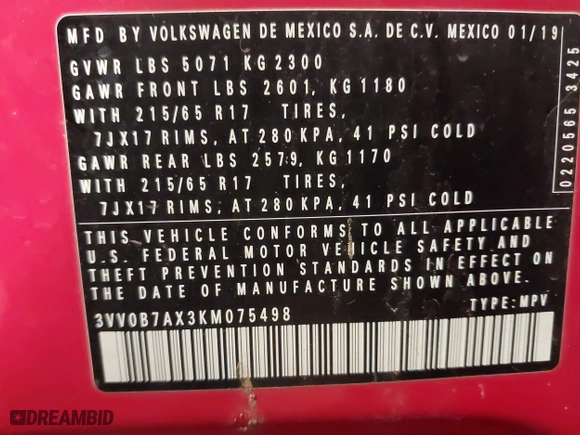 MFD BY VOLKSWAGEN DE MEXICO S.A. DE C.V. MEXICO 01/19
GVWR LBS 5071 KG 2300
GAWR FRONT LBS 2601, KG 1180
WITH 215/65 R17 TIRES,
7JX17 RIMS, AT 280 KPA, 41 PSI COLD
GAWR REAR LBS 2579, KG 1170
WITH 215/65 R17 TIRES,
7JX17 RIMS, AT 280 KPA, 41 PSI COLD
0220565 3425
THIS VEHICLE CONFORMS TO ALL APPLICABLE
U.S. FEDERAL MOTOR VEHICLE SAFETY AND
THEFT PREVENTION STANDARDS IN EFFECT ON
THE DATE OF MANUFACTURE SHOWN ABOVE.
3VV0B7AX3KM075498 TYPE: MPV
DREAMBID